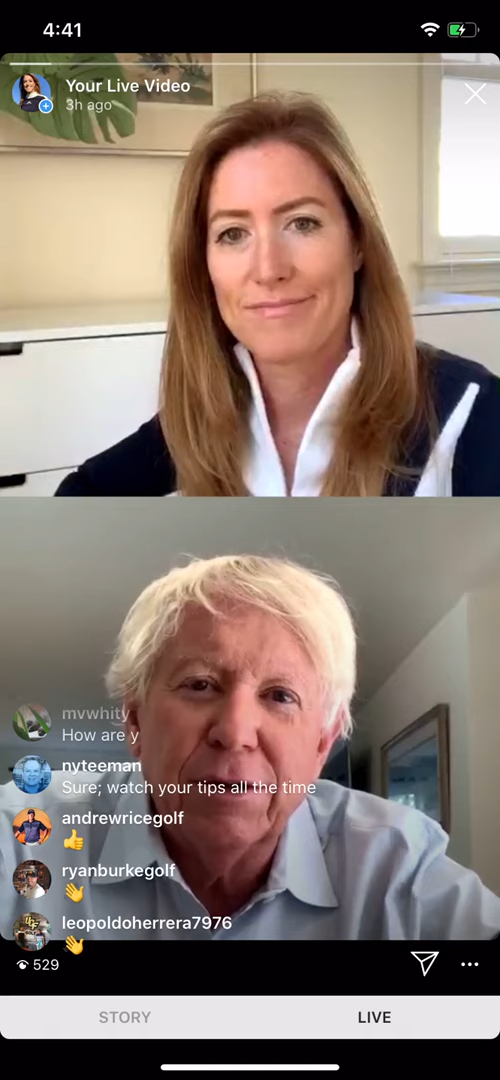 4:41
Your Live Video
3h ago
mvwhity
How are y
nyteeman
Sure; watch your tips all the time
andrewricegolf
👍
ryanburkegolf
👋
leopoldoherrera7976
👋
529
STORY
LIVE